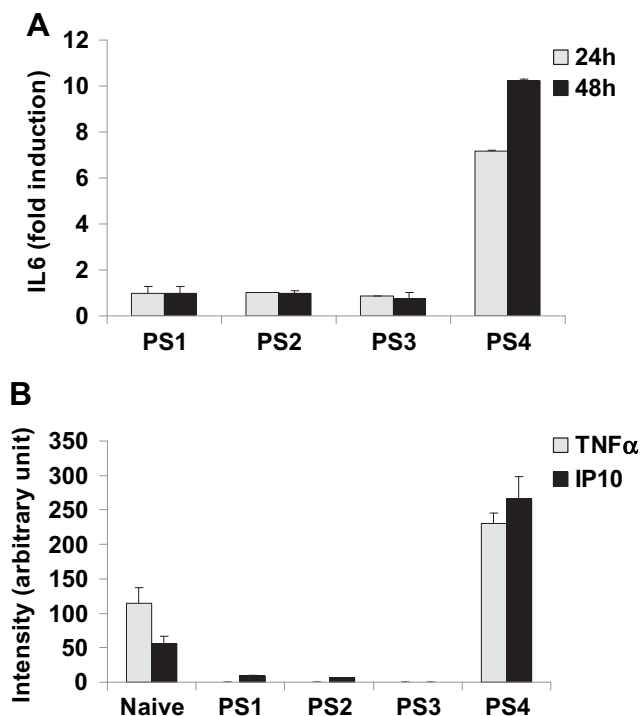 A
IL6 (fold induction)
12
10
8
6
4
2
0
24h
48h
PS1 PS2 PS3 PS4
B
Intensity (arbitrary unit)
350
300
250
200
150
100
50
0
TNFα
IP10
Naive PS1 PS2 PS3 PS4